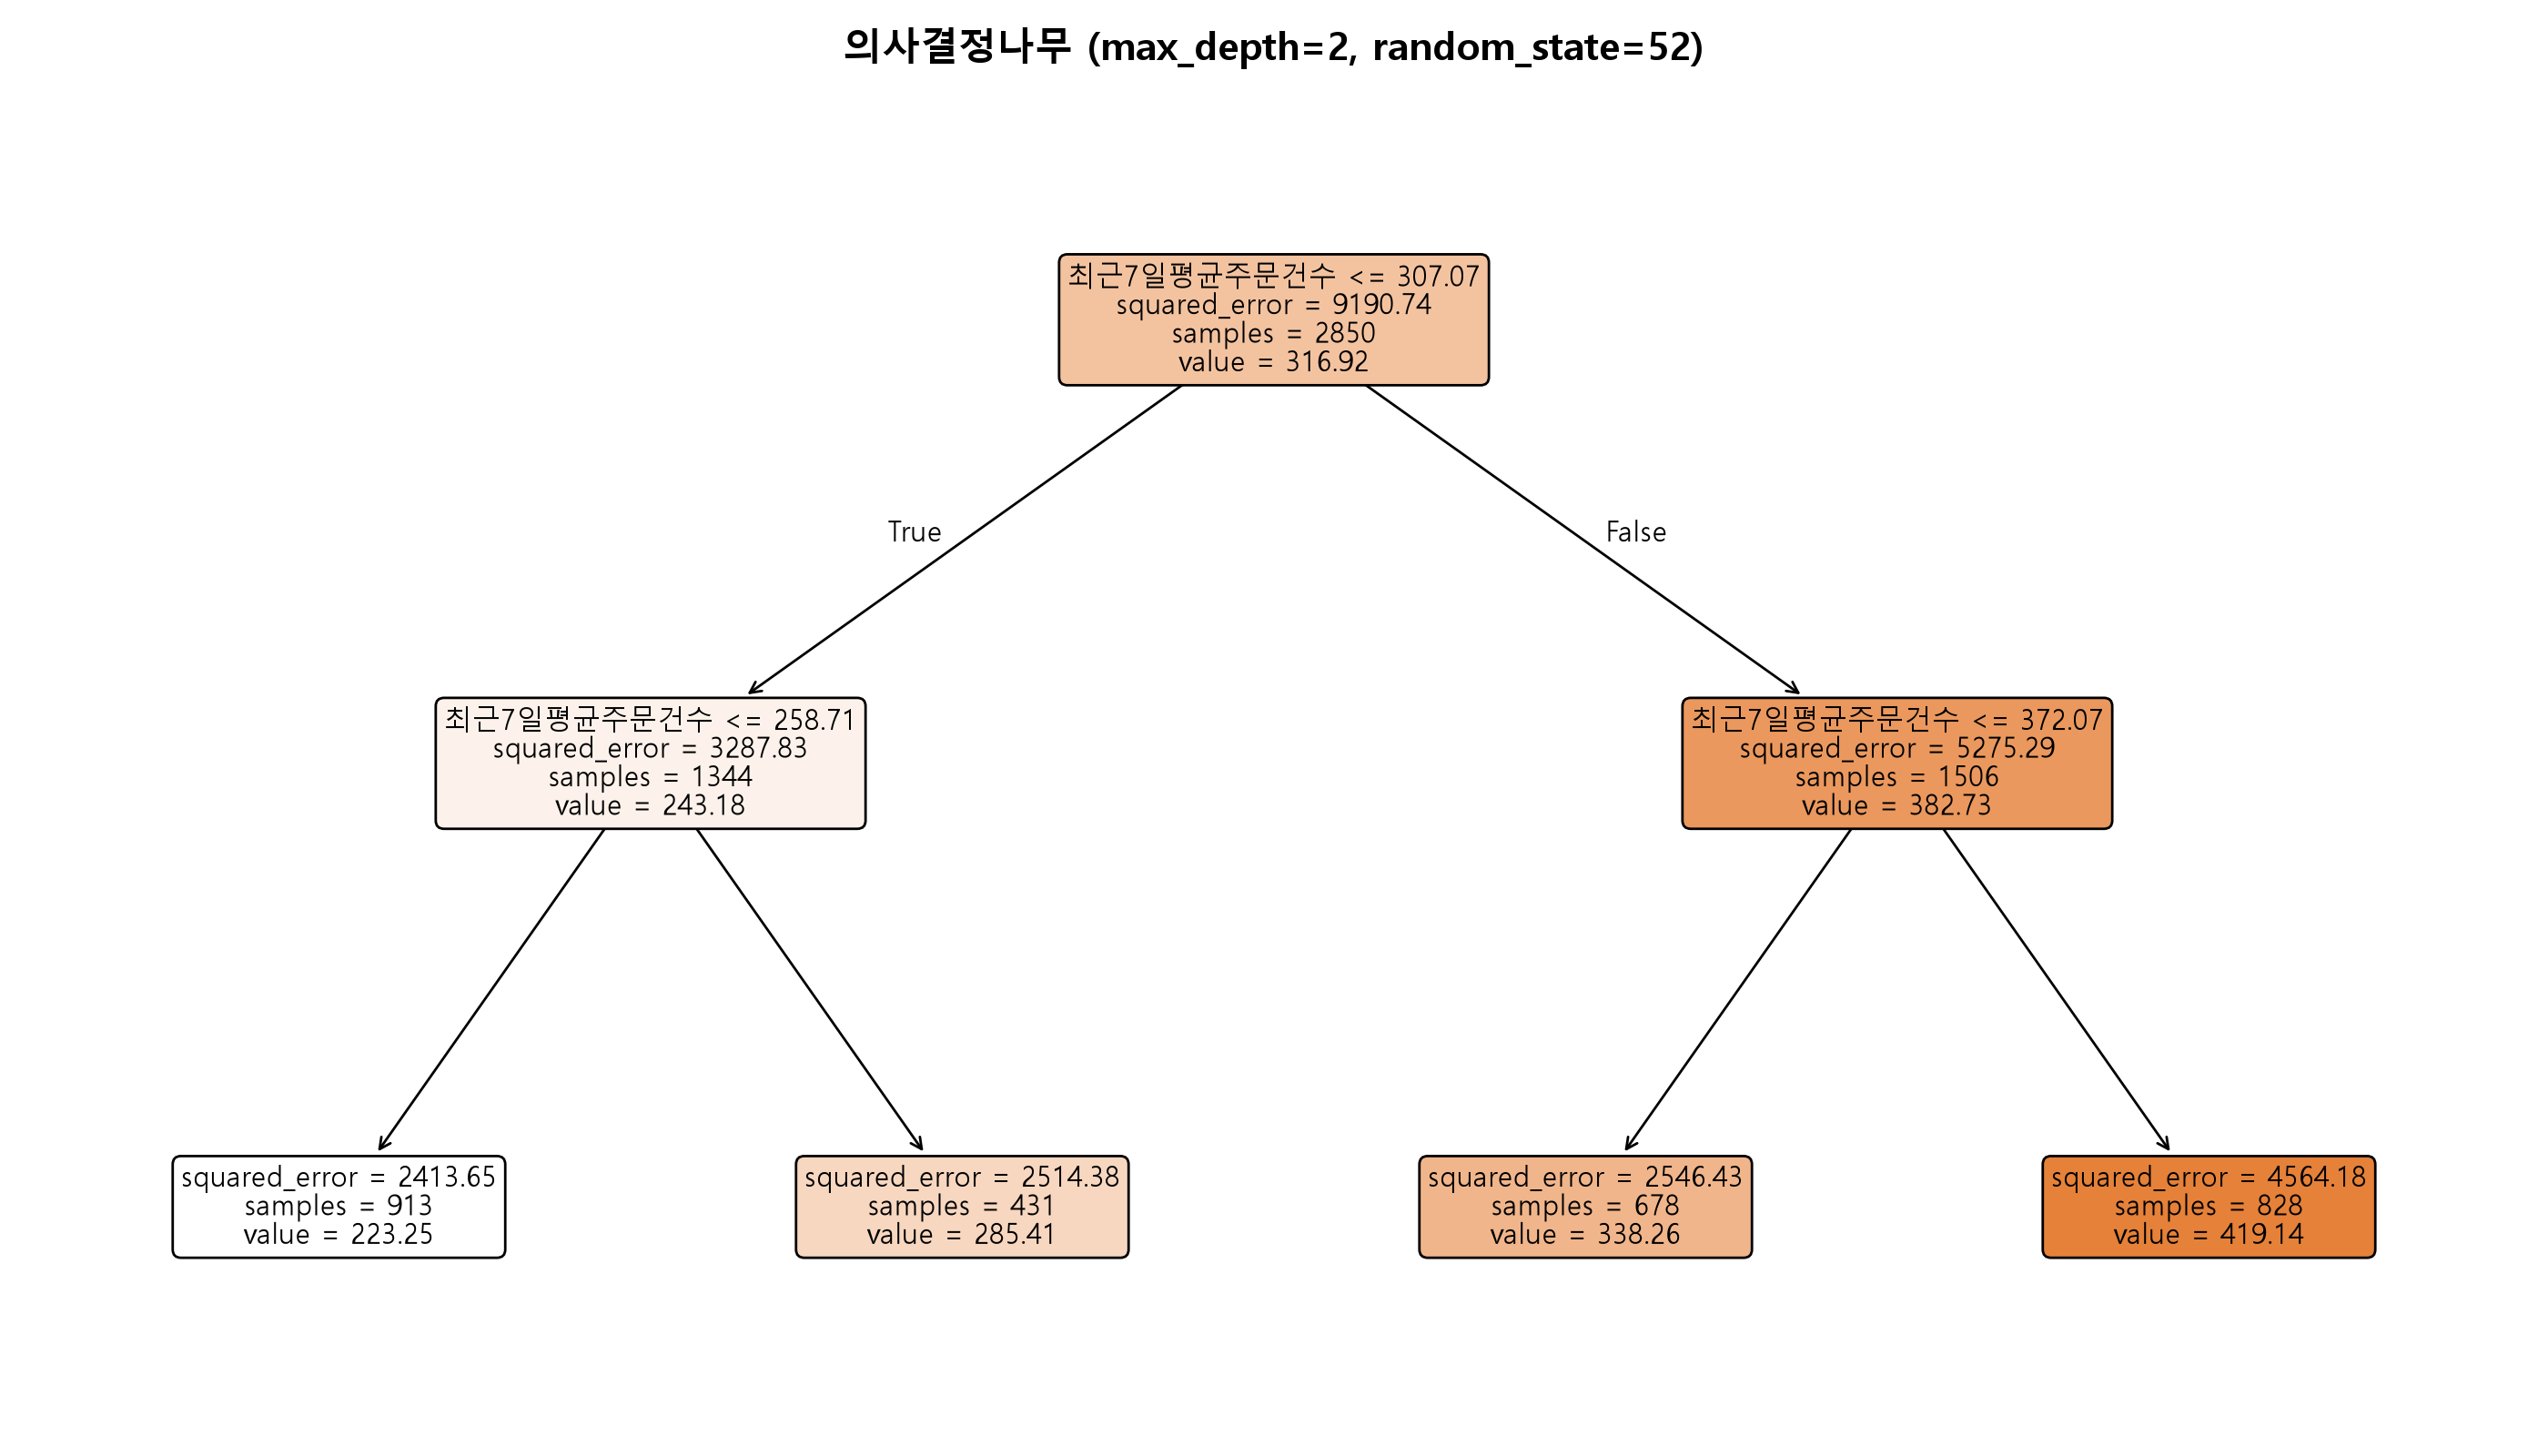 의사결정나무 (max_depth=2, random_state=52)
최근7일평균주문건수 <= 307.07
squared_error = 9190.74
samples = 2850
value = 316.92
True
False
최근7일평균주문건수 <= 258.71
squared_error = 3287.83
samples = 1344
value = 243.18
최근7일평균주문건수 <= 372.07
squared_error = 5275.29
samples = 1506
value = 382.73
squared_error = 2413.65
samples = 913
value = 223.25
squared_error = 2514.38
samples = 431
value = 285.41
squared_error = 2546.43
samples = 678
value = 338.26
squared_error = 4564.18
samples = 828
value = 419.14